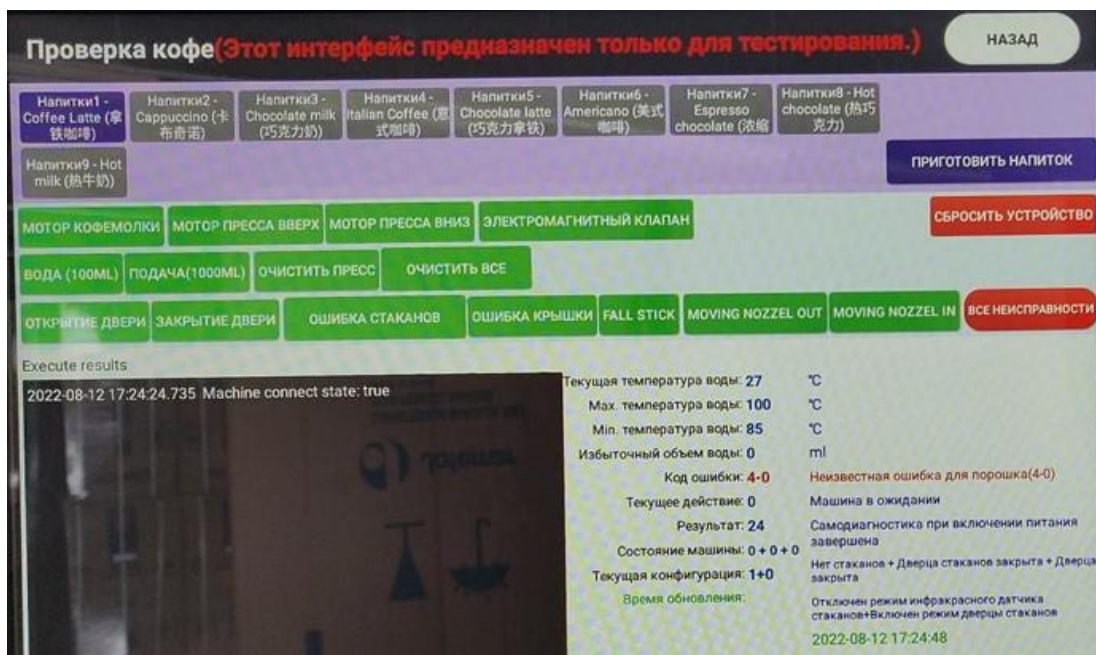 Проверка кофе(Этот интерфейс предназначен только для тестирования.)
НАЗАД
Напитки1 -
Coffee Latte (拿
铁咖啡)
Напитки2 -
Cappuccino (卡
布奇诺)
Напитки3 -
Chocolate milk
(巧克力奶)
Напитки4 -
Italian Coffee (意
式咖啡)
Напитки5 -
Chocolate latte
(巧克力拿铁)
Напитки6 -
Americano (美式
咖啡)
Напитки7 -
Espresso
chocolate (浓缩
Напитки8 - Hot
chocolate (热巧
克力)
Напитки9 - Hot
milk (热牛奶)
ПРИГОТОВИТЬ НАПИТОК
МОТОР КОФЕМОЛКИ
МОТОР ПРЕССА ВВЕРХ
МОТОР ПРЕССА ВНИЗ
ЭЛЕКТРОМАГНИТНЫЙ КЛАПАН
СБРОСИТЬ УСТРОЙСТВО
ВОДА (100ML)
ПОДАЧА(1000ML)
ОЧИСТИТЬ ПРЕСС
ОЧИСТИТЬ ВСЕ
ОТКРЫТИЕ ДВЕРИ
ЗАКРЫТИЕ ДВЕРИ
ОШИБКА СТАКАНОВ
ОШИБКА КРЫШКИ
FALL STICK
MOVING NOZZEL OUT
MOVING NOZZEL IN
ВСЕ НЕИСПРАВНОСТИ
Execute results
2022-08-12 17:24:24.735 Machine connect state: true
Текущая температура воды: 27 °C
Max. температура воды: 100 °C
Min. температура воды: 85 °C
Избыточный объем воды: 0 ml
Код ошибки: 4-0 Неизвестная ошибка для порошка(4-0)
Текущее действие: 0 Машина в ожидании
Результат: 24 Самодиагностика при включении питания
завершена
Состояние машины: 0 + 0 + 0 Нет стаканов + Дверца стаканов закрыта + Дверца
закрыта
Текущая конфигурация: 1+0 Отключен режим инфракрасного датчика
стаканов+Включен режим дверцы стаканов
Время обновления: 2022-08-12 17:24:48